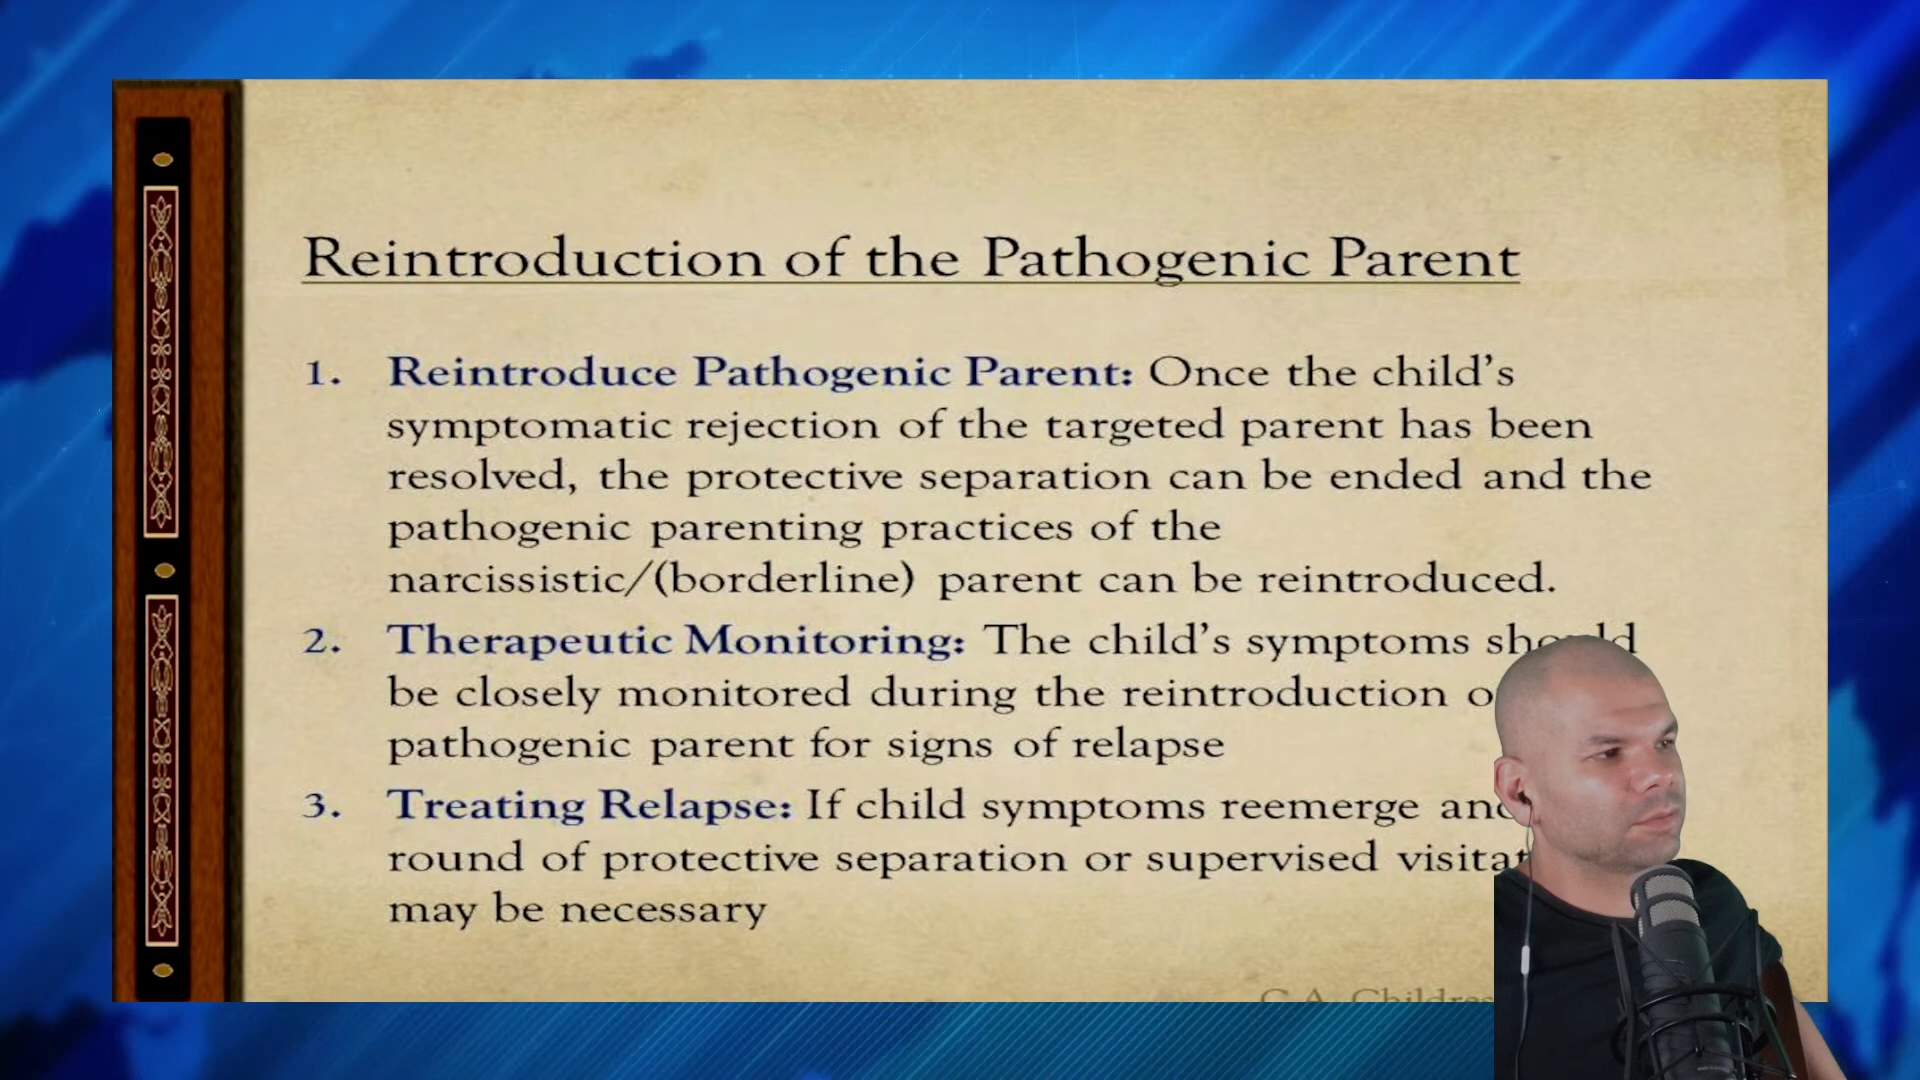 Reintroduction of the Pathogenic Parent
1. Reintroduce Pathogenic Parent: Once the child's
symptomatic rejection of the targeted parent has been
resolved, the protective separation can be ended and the
pathogenic parenting practices of the
narcissistic/(borderline) parent can be reintroduced.
2. Therapeutic Monitoring: The child's symptoms should
be closely monitored during the reintroduction
pathogenic parent for signs of relapse
3. Treating Relapse: If child symptoms reemerge
round of protective separation or supervised
may be necessary
C.A.